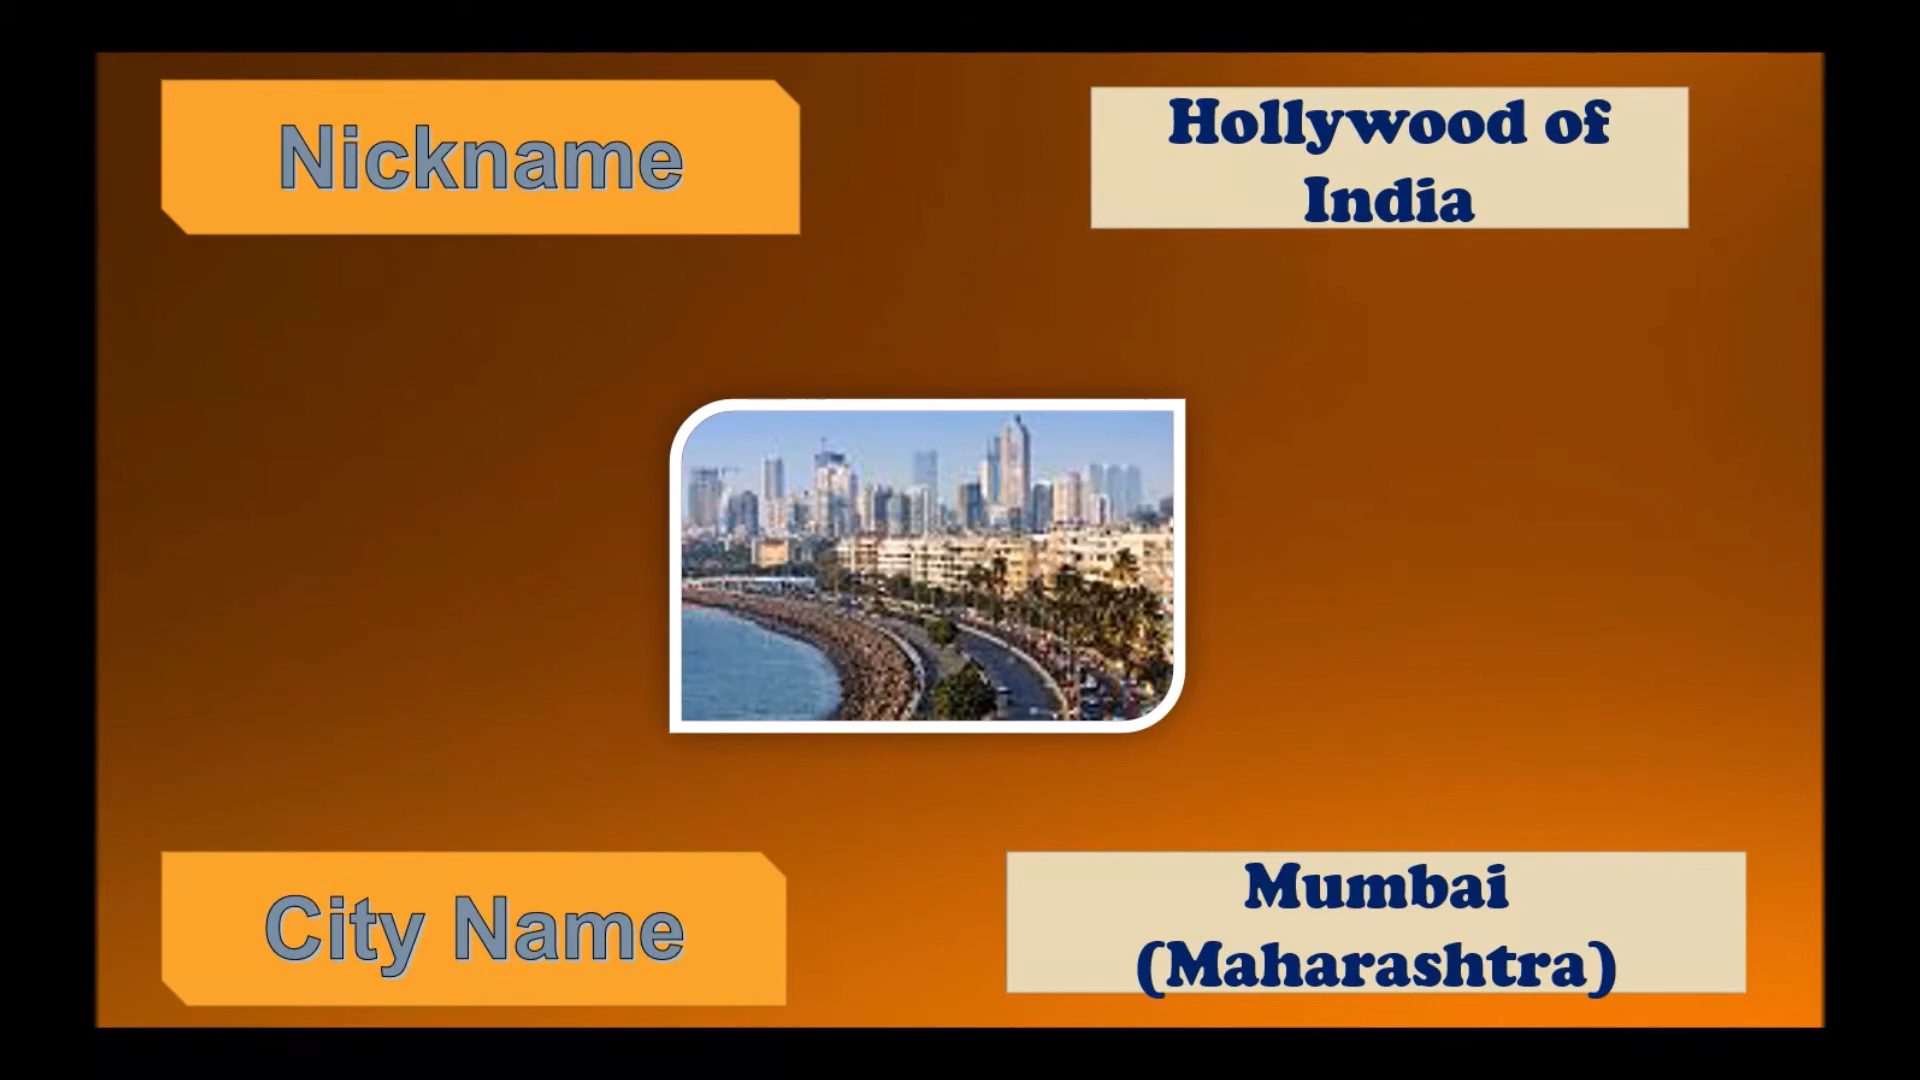 Nickname
Hollywood of
India
City Name
Mumbai
(Maharashtra)